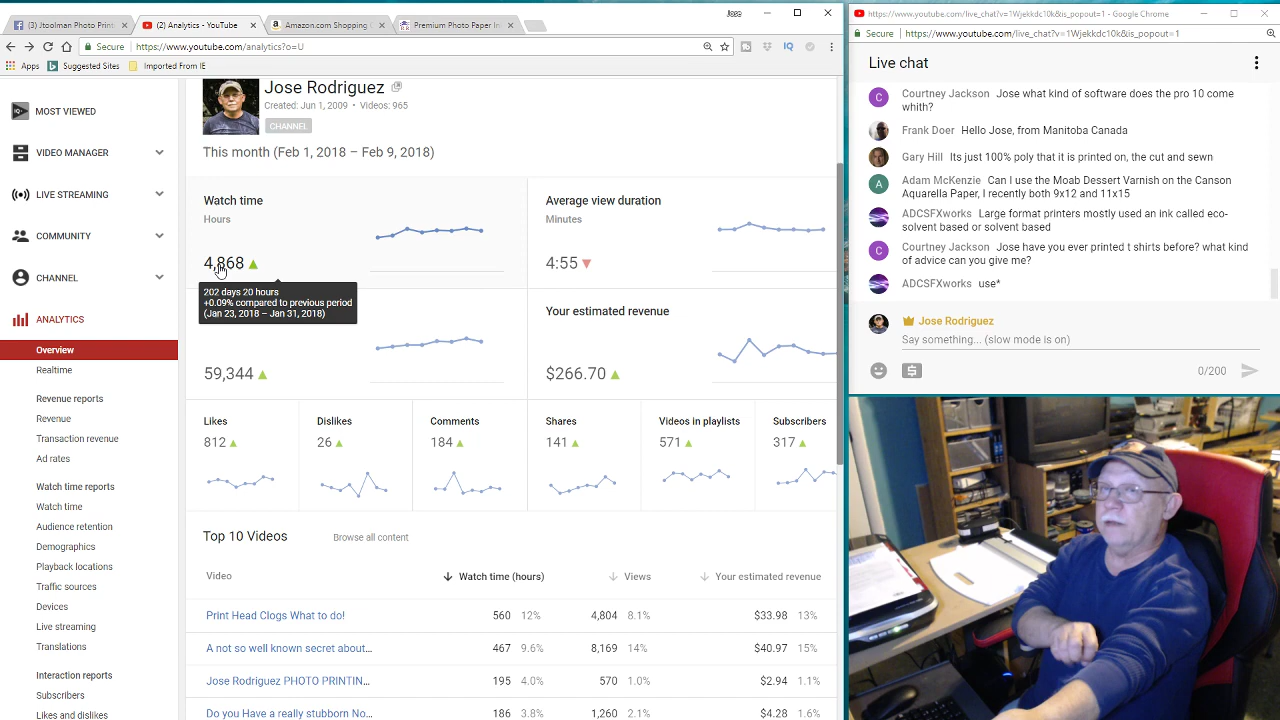 (3) Jtoolman Photo Print
(2) Analytics - YouTube
Amazon.com Shopping C
Premium Photo Paper in
Secure
https://www.youtube.com/analytics?o=U
IQ
Apps
Suggested Sites
Imported From IE
MOST VIEWED
VIDEO MANAGER
LIVE STREAMING
COMMUNITY
CHANNEL
ANALYTICS
Overview
Realtime
Revenue reports
Revenue
Transaction revenue
Ad rates
Watch time reports
Watch time
Audience retention
Demographics
Playback locations
Traffic sources
Devices
Live streaming
Translations
Interaction reports
Subscribers
Likes and dislikes
Jose Rodriguez
Created: Jun 1, 2009 • Videos: 965
CHANNEL
This month (Feb 1, 2018 – Feb 9, 2018)
Watch time
Hours
4,868
202 days 20 hours
+0.09% compared to previous period
(Jan 23, 2018 – Jan 31, 2018)
Average view duration
Minutes
4:55
59,344
Your estimated revenue
$266.70
Likes
812
Dislikes
26
Comments
184
Shares
141
Videos in playlists
571
Subscribers
317
Top 10 Videos
Browse all content
Video
Watch time (hours)
Views
Your estimated revenue
Print Head Clogs What to do! 560 12% 4,804 8.1% $33.98 13%
A not so well known secret about... 467 9.6% 8,169 14% $40.97 15%
Jose Rodriguez PHOTO PRINTIN... 195 4.0% 570 1.0% $2.94 1.1%
Do you Have a really stubborn No... 186 3.8% 1,260 2.1% $4.28 1.6%
https://www.youtube.com/live_chat?v=1Wjekkdc10k&is_popout=1 - Google Chrome
Secure
https://www.youtube.com/live_chat?v=1Wjekkdc10k&is_popout=1
Live chat
C
Courtney Jackson Jose what kind of software does the pro 10 come
whith?
Frank Doer Hello Jose, from Manitoba Canada
Gary Hill Its just 100% poly that it is printed on, the cut and sewn
A
Adam McKenzie Can I use the Moab Dessert Varnish on the Canson
Aquarella Paper, I recently both 9x12 and 11x15
ADCSFXworks Large format printers mostly used an ink called eco-
solvent based or solvent based
C
Courtney Jackson Jose have you ever printed t shirts before? what kind
of advice can you give me?
ADCSFXworks use*
Jose Rodriguez
Say something... (slow mode is on)
0/200